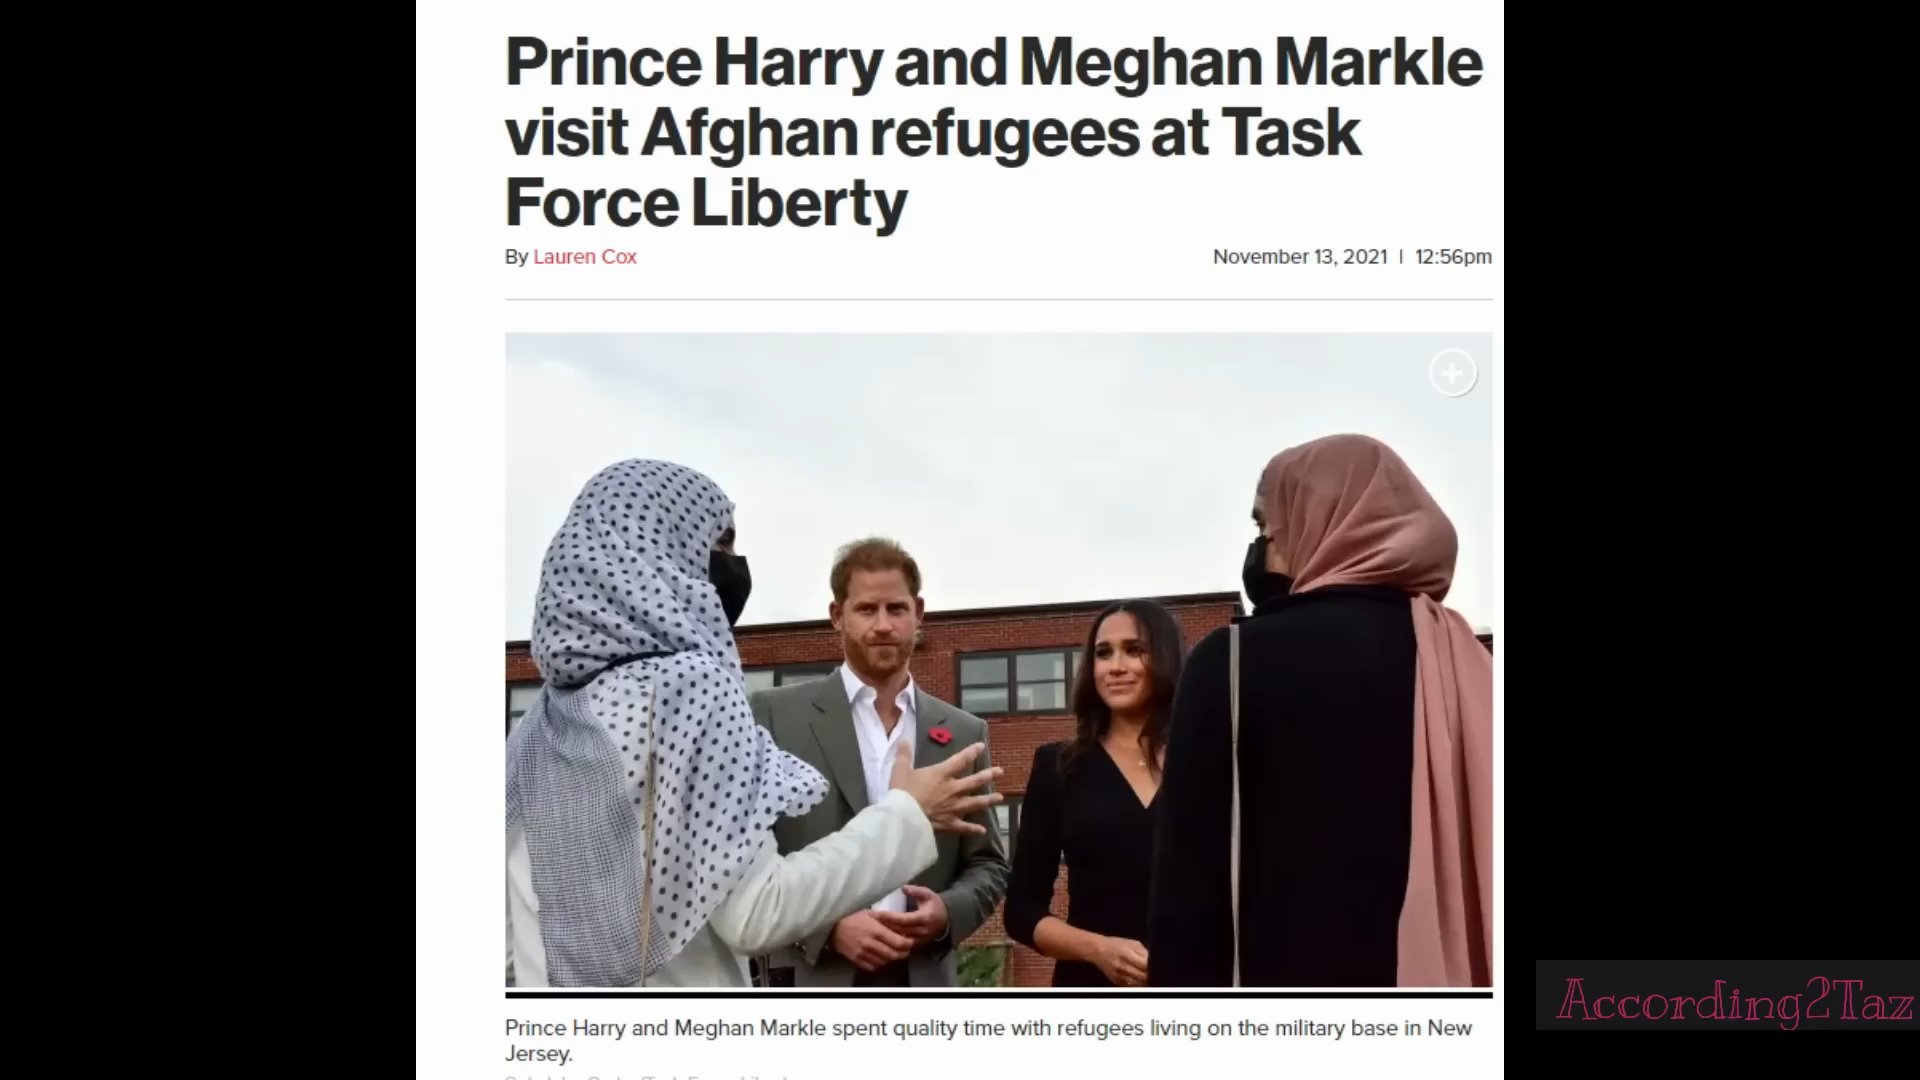 Prince Harry and Meghan Markle
visit Afghan refugees at Task
Force Liberty
By Lauren Cox
November 13, 2021 | 12:56pm
Prince Harry and Meghan Markle spent quality time with refugees living on the military base in New
Jersey.
According2Taz